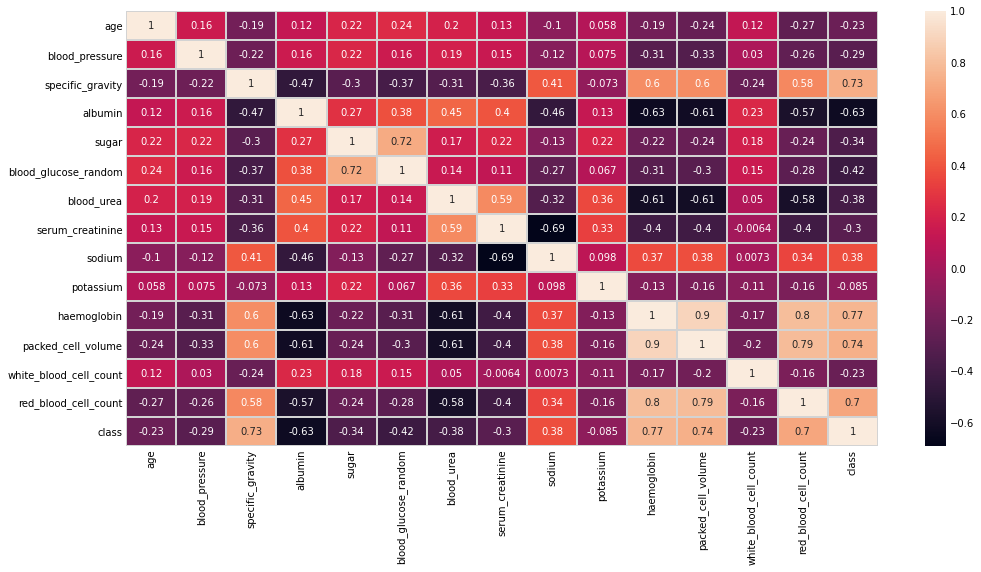 age 1 0.16 -0.19 0.12 0.22 0.24 0.2 0.13 -0.1 0.058 -0.19 -0.24 0.12 -0.27 -0.23
blood_pressure 0.16 1 -0.22 0.16 0.22 0.16 0.19 0.15 -0.12 0.075 -0.31 -0.33 0.03 -0.26 -0.29
specific_gravity -0.19 -0.22 1 -0.47 -0.3 -0.37 -0.31 -0.36 0.41 -0.073 0.6 0.6 -0.24 0.58 0.73
albumin 0.12 0.16 -0.47 1 0.27 0.38 0.45 0.4 -0.46 0.13 -0.63 -0.61 0.23 -0.57 -0.63
sugar 0.22 0.22 -0.3 0.27 1 0.72 0.17 0.22 -0.13 0.22 -0.22 -0.24 0.18 -0.24 -0.34
blood_glucose_random 0.24 0.16 -0.37 0.38 0.72 1 0.14 0.11 -0.27 0.067 -0.31 -0.3 0.15 -0.28 -0.42
blood_urea 0.2 0.19 -0.31 0.45 0.17 0.14 1 0.59 -0.32 0.36 -0.61 -0.61 0.05 -0.58 -0.38
serum_creatinine 0.13 0.15 -0.36 0.4 0.22 0.11 0.59 1 -0.69 0.33 -0.4 -0.4 -0.0064 -0.4 -0.3
sodium -0.1 -0.12 0.41 -0.46 -0.13 -0.27 -0.32 -0.69 1 0.098 0.37 0.38 0.0073 0.34 0.38
potassium 0.058 0.075 -0.073 0.13 0.22 0.067 0.36 0.33 0.098 1 -0.13 -0.16 -0.11 -0.16 -0.085
haemoglobin -0.19 -0.31 0.6 -0.63 -0.22 -0.31 -0.61 -0.4 0.37 -0.13 1 0.9 -0.17 0.8 0.77
packed_cell_volume -0.24 -0.33 0.6 -0.61 -0.24 -0.3 -0.61 -0.4 0.38 -0.16 0.9 1 -0.2 0.79 0.74
white_blood_cell_count 0.12 0.03 -0.24 0.23 0.18 0.15 0.05 -0.0064 0.0073 -0.11 -0.17 -0.2 1 -0.16 -0.23
red_blood_cell_count -0.27 -0.26 0.58 -0.57 -0.24 -0.28 -0.58 -0.4 0.34 -0.16 0.8 0.79 -0.16 1 0.7
class -0.23 -0.29 0.73 -0.63 -0.34 -0.42 -0.38 -0.3 0.38 -0.085 0.77 0.74 -0.23 0.7 1
age
blood_pressure
specific_gravity
albumin
sugar
blood_glucose_random
blood_urea
serum_creatinine
sodium
potassium
haemoglobin
packed_cell_volume
white_blood_cell_count
red_blood_cell_count
class
1.0
0.8
0.6
0.4
0.2
0.0
−0.2
−0.4
−0.6